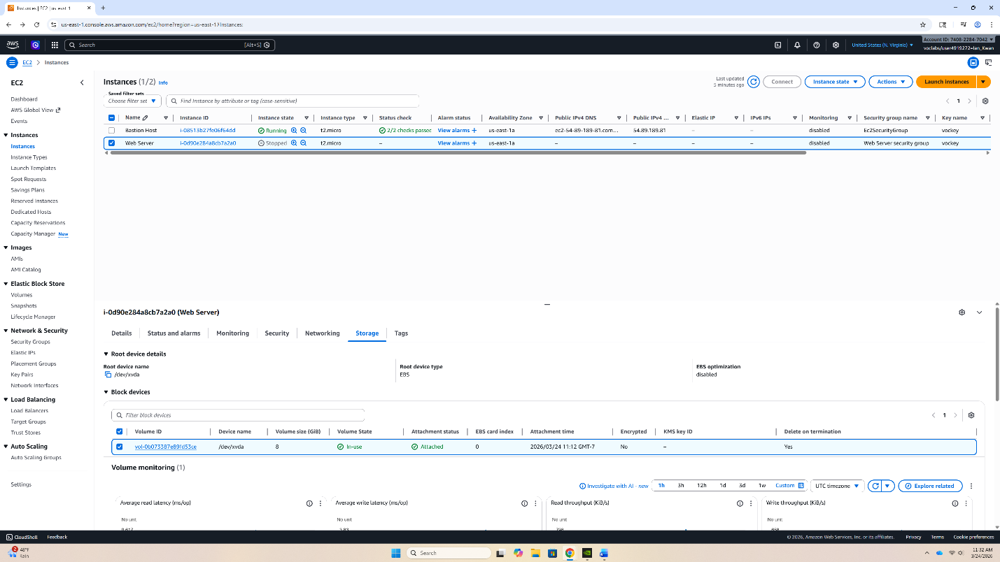 Instances | EC2 | us-east-1
us-east-1.console.aws.amazon.com/ec2/home?region=us-east-1#Instances:
aws
Search [Alt+S]
United States (N. Virginia)
Account ID: 7408-2284-7042
voclabs/user4919272=Ian_Kwan
EC2 > Instances
EC2
Dashboard
AWS Global View
Events
Instances
Instances
Instance Types
Launch Templates
Spot Requests
Savings Plans
Reserved Instances
Dedicated Hosts
Capacity Reservations
Capacity Manager New
Images
AMIs
AMI Catalog
Elastic Block Store
Volumes
Snapshots
Lifecycle Manager
Network & Security
Security Groups
Elastic IPs
Placement Groups
Key Pairs
Network Interfaces
Load Balancing
Load Balancers
Target Groups
Trust Stores
Auto Scaling
Auto Scaling Groups
Settings
Instances (1/2) Info
Last updated
5 minutes ago
Connect
Instance state
Actions
Launch instances
Saved filter sets
Choose filter set
Find Instance by attribute or tag (case-sensitive)
1
Name Instance ID Instance state Instance type Status check Alarm status Availability Zone Public IPv4 DNS Public IPv4 ... Elastic IP IPv6 IPs Monitoring Security group name Key name
Bastion Host i-08513b27fe06f64dd Running t2.micro 2/2 checks passec View alarms + us-east-1a ec2-54-89-189-81.com... 54.89.189.81 – – disabled Ec2SecurityGroup vockey
Web Server i-0d90e284a8cb7a2a0 Stopped t2.micro – View alarms + us-east-1a – – – – disabled Web Server security group vockey
i-0d90e284a8cb7a2a0 (Web Server)
Details Status and alarms Monitoring Security Networking Storage Tags
Root device details
Root device name
/dev/xvda
Root device type
EBS
EBS optimization
disabled
Block devices
Filter block devices
1
Volume ID Device name Volume size (GiB) Volume State Attachment status EBS card index Attachment time Encrypted KMS key ID Delete on termination
vol-0b073387e89fd53ce /dev/xvda 8 In-use Attached 0 2026/03/24 11:12 GMT-7 No – Yes
Volume monitoring (1)
Investigate with AI - new 1h 3h 12h 1d 3d 1w Custom UTC timezone Explore related
Average read latency (ms/op) Average write latency (ms/op) Read throughput (KiB/s) Write throughput (KiB/s)
No unit No unit No unit No unit
CloudShell Feedback
© 2026, Amazon Web Services, Inc. or its affiliates. Privacy Terms Cookie preferences
2
48°F
Rain
Search
11:32 AM
3/24/2026